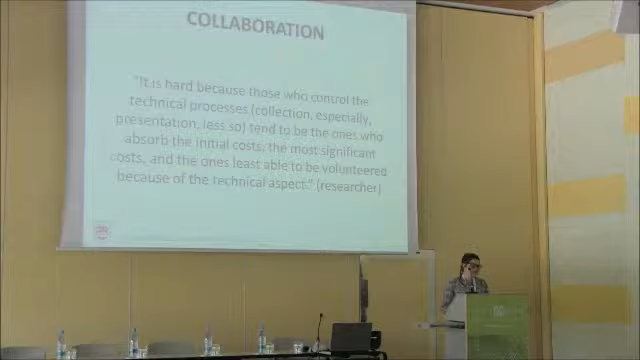 COLLABORATION
"It is hard because those who control the
technical processes (collection, especially,
presentation, less so) tend to be the ones who
absorb the initial costs, the most significant
costs, and the ones least able to be volunteered
because of the technical aspect." (researcher)